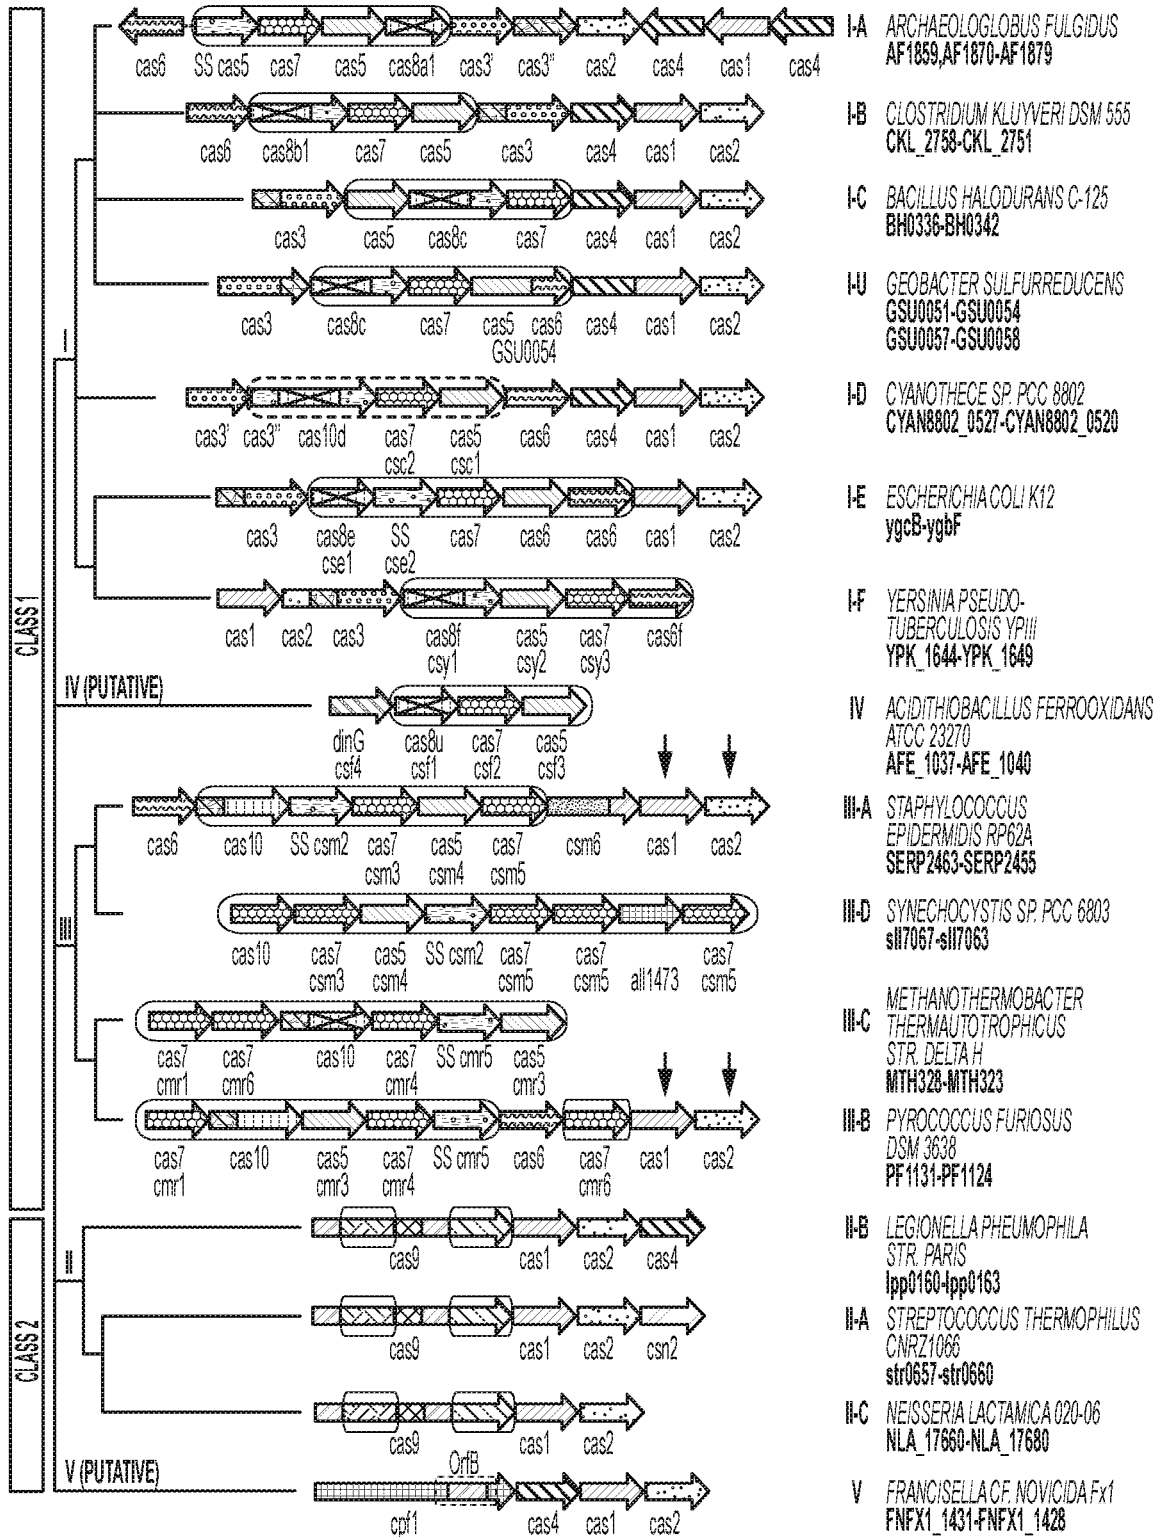 CLASS 1
CLASS 2
I
cas6 SS cas5 cas7 cas5 cas8a1 cas3' cas3'' cas2 cas4 cas1 cas4
I-A ARCHAEOLOGLOBUS FULGIDUS
AF1859,AF1870-AF1879
cas6 cas8b1 cas7 cas5 cas3 cas4 cas1 cas2
I-B CLOSTRIDIUM KLUYVERI DSM 555
CKL_2758-CKL_2751
cas3 cas5 cas8c cas7 cas4 cas1 cas2
I-C BACILLUS HALODURANS C-125
BH0336-BH0342
cas3 cas8c cas7 cas5 cas6 cas4 cas1 cas2
GSU0054
I-U GEOBACTER SULFURREDUCENS
GSU0051-GSU0054
GSU0057-GSU0058
cas3' cas3'' cas10d cas7 cas5 cas6 cas4 cas1 cas2
csc2 csc1
I-D CYANOTHECE SP. PCC 8802
CYAN8802_0527-CYAN8802_0520
cas3 cas8e SS cas7 cas6 cas6 cas1 cas2
cse1 cse2
I-E ESCHERICHIA COLI K12
ygcB-ygbF
cas1 cas2 cas3 cas8f cas5 cas7 cas6f
csy1 csy2 csy3
I-F YERSINIA PSEUDO-
TUBERCULOSIS YPIII
YPK_1644-YPK_1649
IV (PUTATIVE)
dinG cas8u cas7 cas5
csf4 csf1 csf2 csf3
IV ACIDITHIOBACILLUS FERROOXIDANS
ATCC 23270
AFE_1037-AFE_1040
III
cas6 cas10 SS csm2 cas7 cas5 cas7 csm6 cas1 cas2
csm3 csm4 csm5
III-A STAPHYLOCOCCUS
EPIDERMIDIS RP62A
SERP2463-SERP2455
cas10 cas7 cas5 SS csm2 cas7 cas7 all1473 cas7
csm3 csm4 csm5 csm5 csm5
III-D SYNECHOCYSTIS SP. PCC 6803
sll7067-sll7063
cas7 cas7 cas10 cas7 SS cmr5 cas5
cmr1 cmr6 cmr4 cmr3
III-C METHANOTHERMOBACTER
THERMAUTOTROPHICUS
STR. DELTA H
MTH328-MTH323
cas7 cas10 cas5 cas7 SS cmr5 cas6 cas7 cas1 cas2
cmr1 cmr3 cmr4 cmr6
III-B PYROCOCCUS FURIOSUS
DSM 3638
PF1131-PF1124
II
cas9 cas1 cas2 cas4
II-B LEGIONELLA PHEUMOPHILA
STR. PARIS
lpp0160-lpp0163
cas9 cas1 cas2 csn2
II-A STREPTOCOCCUS THERMOPHILUS
CNRZ1066
str0657-str0660
cas9 cas1 cas2
II-C NEISSERIA LACTAMICA 020-06
NLA_17660-NLA_17680
V (PUTATIVE)
OrfB
cpf1 cas4 cas1 cas2
V FRANCISELLA CF. NOVICIDA Fx1
FNFX1_1431-FNFX1_1428